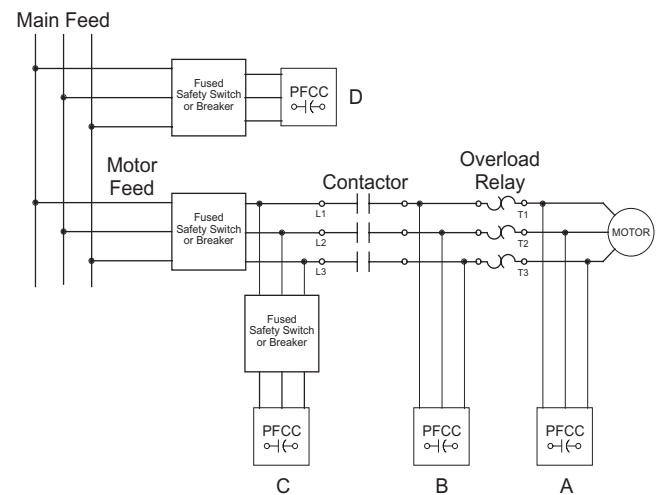 Main Feed
Fused
Safety Switch
or Breaker
PFCC
D
Motor
Feed
Fused
Safety Switch
or Breaker
Contactor
Overload
Relay
L1
L2
L3
T1
T2
T3
MOTOR
Fused
Safety Switch
or Breaker
PFCC
C
PFCC
B
PFCC
A